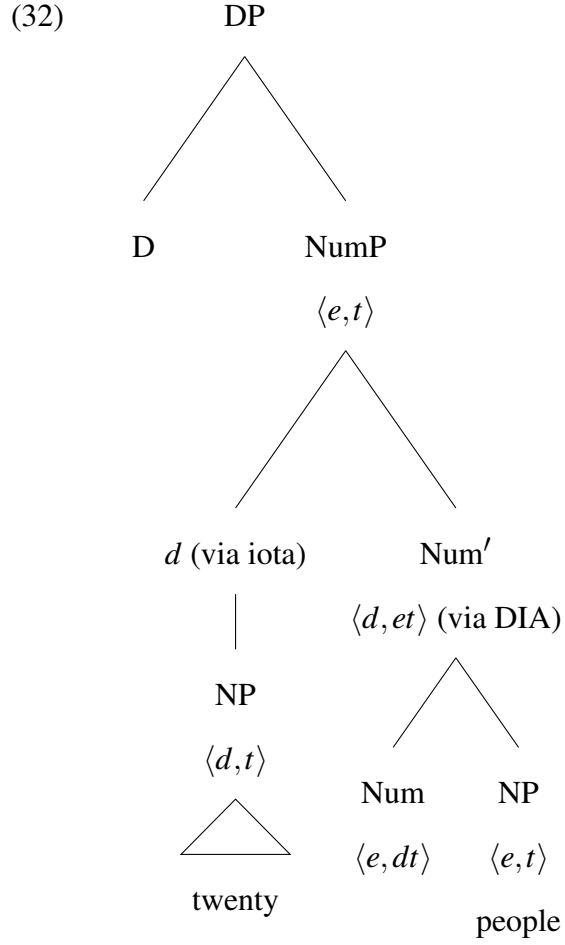 (32) DP
D NumP
⟨e,t⟩
d (via iota) Num′
⟨d,et⟩ (via DIA)
NP
⟨d,t⟩
Num NP
⟨e,dt⟩ ⟨e,t⟩
twenty
people